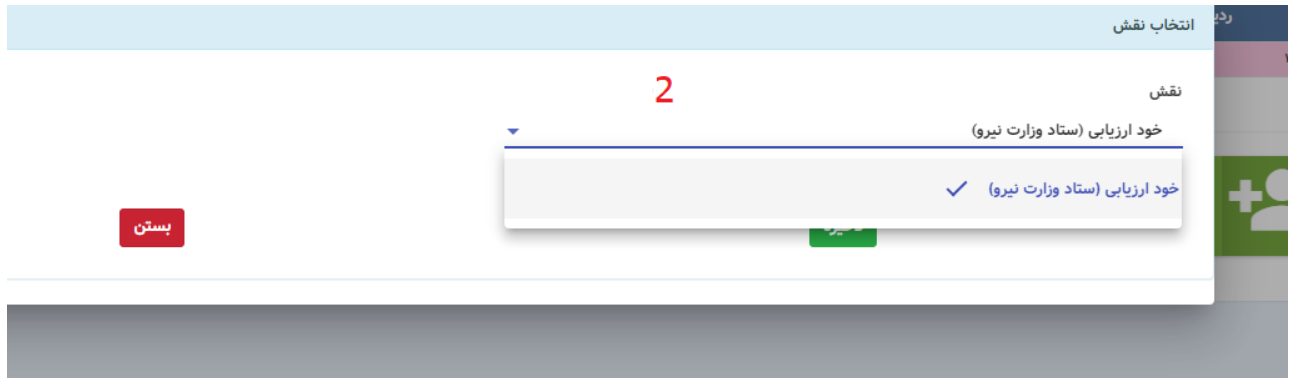 انتخاب نقش
نقش
2
خود ارزیابی (ستاد وزارت نیرو)
خود ارزیابی (ستاد وزارت نیرو)
بستن